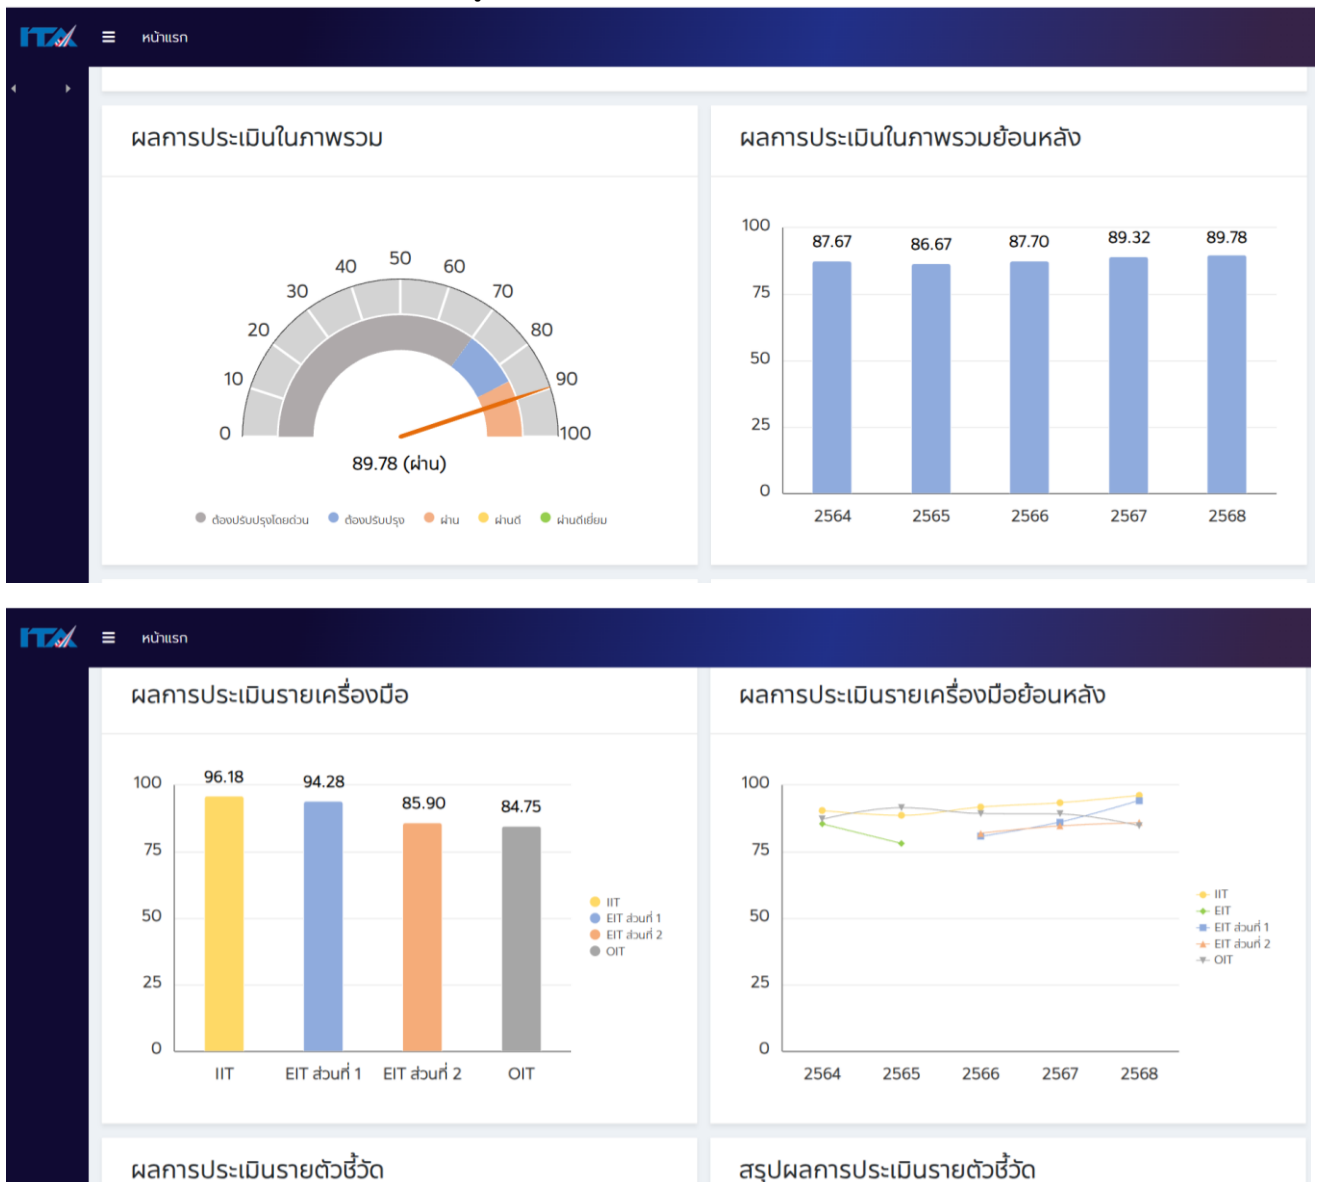 ITA
หน้าแรก
ผลการประเมินในภาพรวม
0
10
20
30
40
50
60
70
80
90
100
89.78 (ผ่าน)
ต้องปรับปรุงโดยด่วน ต้องปรับปรุง ผ่าน ผ่านดี ผ่านดีเยี่ยม
ผลการประเมินในภาพรวมย้อนหลัง
100
75
50
25
0
87.67 86.67 87.70 89.32 89.78
2564 2565 2566 2567 2568
ITA
หน้าแรก
ผลการประเมินรายเครื่องมือ
100
75
50
25
0
96.18 94.28 85.90 84.75
IIT EIT ส่วนที่ 1 EIT ส่วนที่ 2 OIT
IIT
EIT ส่วนที่ 1
EIT ส่วนที่ 2
OIT
ผลการประเมินรายเครื่องมือย้อนหลัง
100
75
50
25
0
2564 2565 2566 2567 2568
IIT
EIT
EIT ส่วนที่ 1
EIT ส่วนที่ 2
OIT
ผลการประเมินรายตัวชี้วัด
สรุปผลการประเมินรายตัวชี้วัด